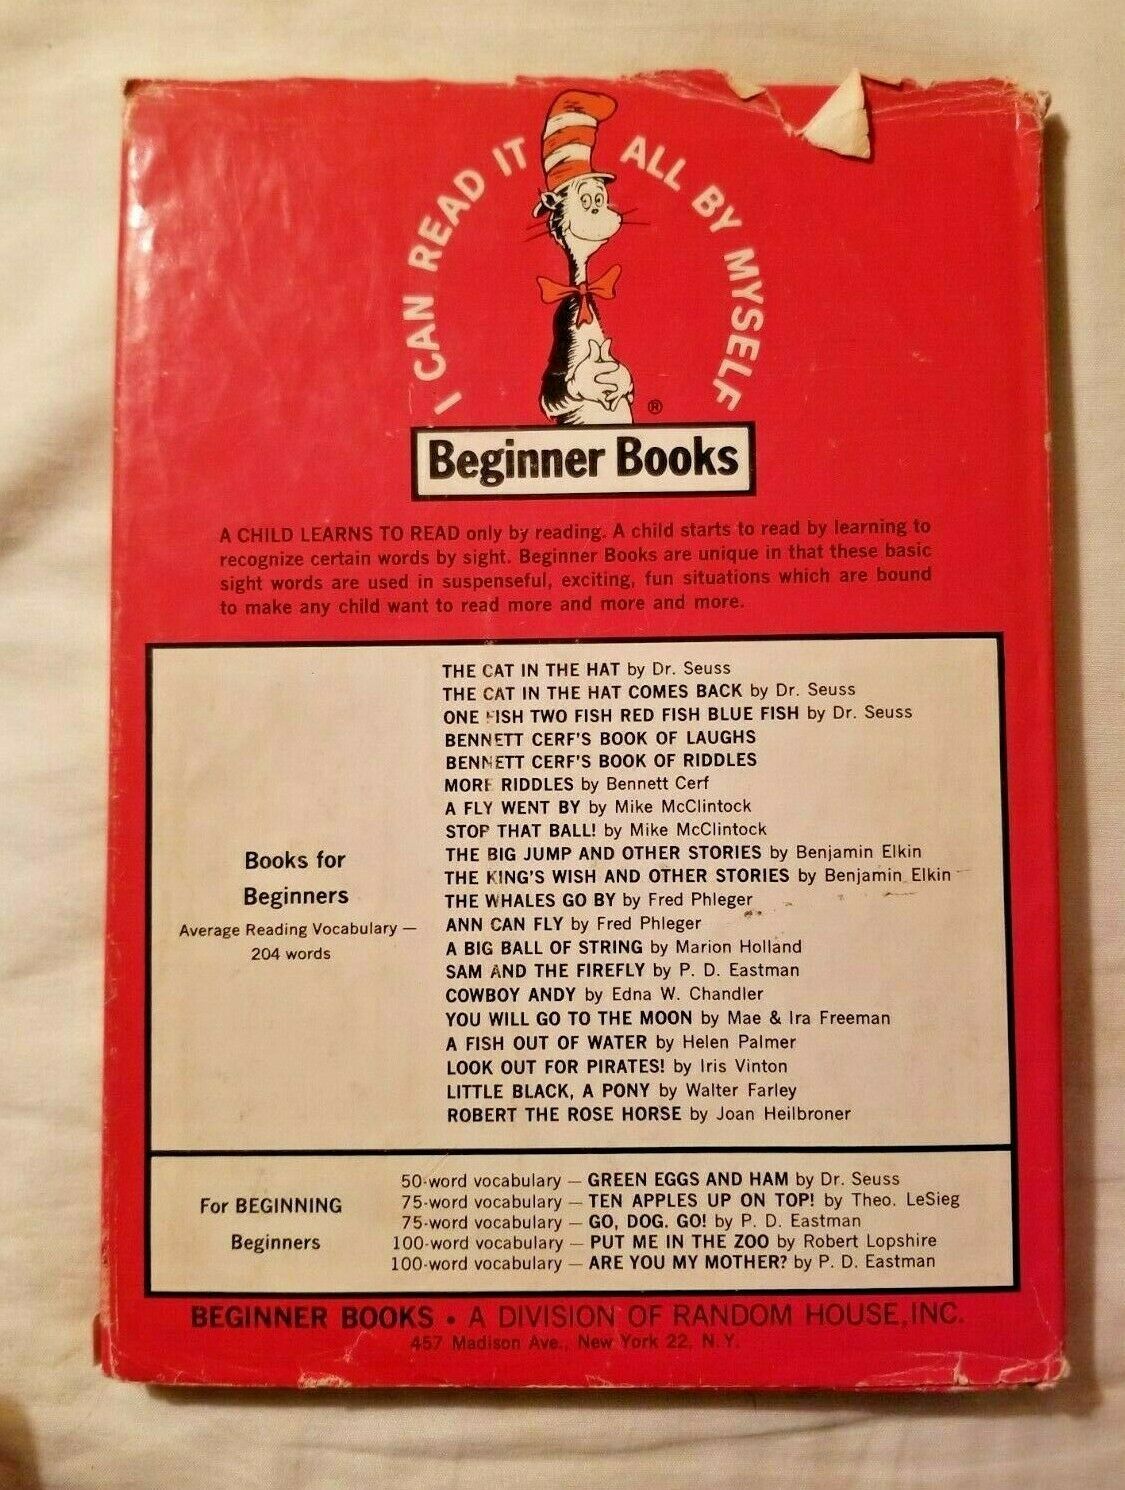 I CAN READ IT ALL BY MYSELF
®
Beginner Books
A CHILD LEARNS TO READ only by reading. A child starts to read by learning to
recognize certain words by sight. Beginner Books are unique in that these basic
sight words are used in suspenseful, exciting, fun situations which are bound
to make any child want to read more and more and more.
Books for
Beginners
Average Reading Vocabulary —
204 words
THE CAT IN THE HAT by Dr. Seuss
THE CAT IN THE HAT COMES BACK by Dr. Seuss
ONE FISH TWO FISH RED FISH BLUE FISH by Dr. Seuss
BENNETT CERF'S BOOK OF LAUGHS
BENNETT CERF'S BOOK OF RIDDLES
MORE RIDDLES by Bennett Cerf
A FLY WENT BY by Mike McClintock
STOP THAT BALL! by Mike McClintock
THE BIG JUMP AND OTHER STORIES by Benjamin Elkin
THE KING'S WISH AND OTHER STORIES by Benjamin Elkin
THE WHALES GO BY by Fred Phleger
ANN CAN FLY by Fred Phleger
A BIG BALL OF STRING by Marion Holland
SAM AND THE FIREFLY by P. D. Eastman
COWBOY ANDY by Edna W. Chandler
YOU WILL GO TO THE MOON by Mae & Ira Freeman
A FISH OUT OF WATER by Helen Palmer
LOOK OUT FOR PIRATES! by Iris Vinton
LITTLE BLACK, A PONY by Walter Farley
ROBERT THE ROSE HORSE by Joan Heilbroner
For BEGINNING
Beginners
50-word vocabulary — GREEN EGGS AND HAM by Dr. Seuss
75-word vocabulary — TEN APPLES UP ON TOP! by Theo. LeSieg
75-word vocabulary — GO, DOG. GO! by P. D. Eastman
100-word vocabulary — PUT ME IN THE ZOO by Robert Lopshire
100-word vocabulary — ARE YOU MY MOTHER? by P. D. Eastman
BEGINNER BOOKS • A DIVISION OF RANDOM HOUSE, INC.
457 Madison Ave., New York 22, N.Y.